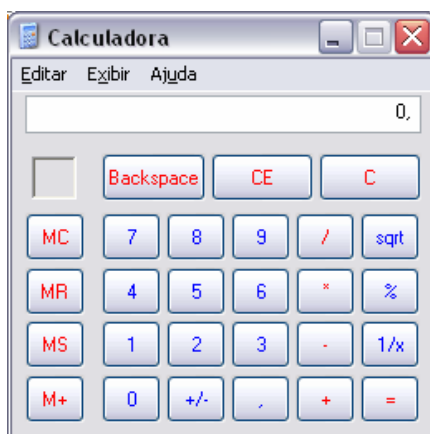 Calculadora
Editar Exibir Ajuda
0,
Backspace CE C
MC 7 8 9 / sqrt
MR 4 5 6 * %
MS 1 2 3 - 1/x
M+ 0 +/- , + =